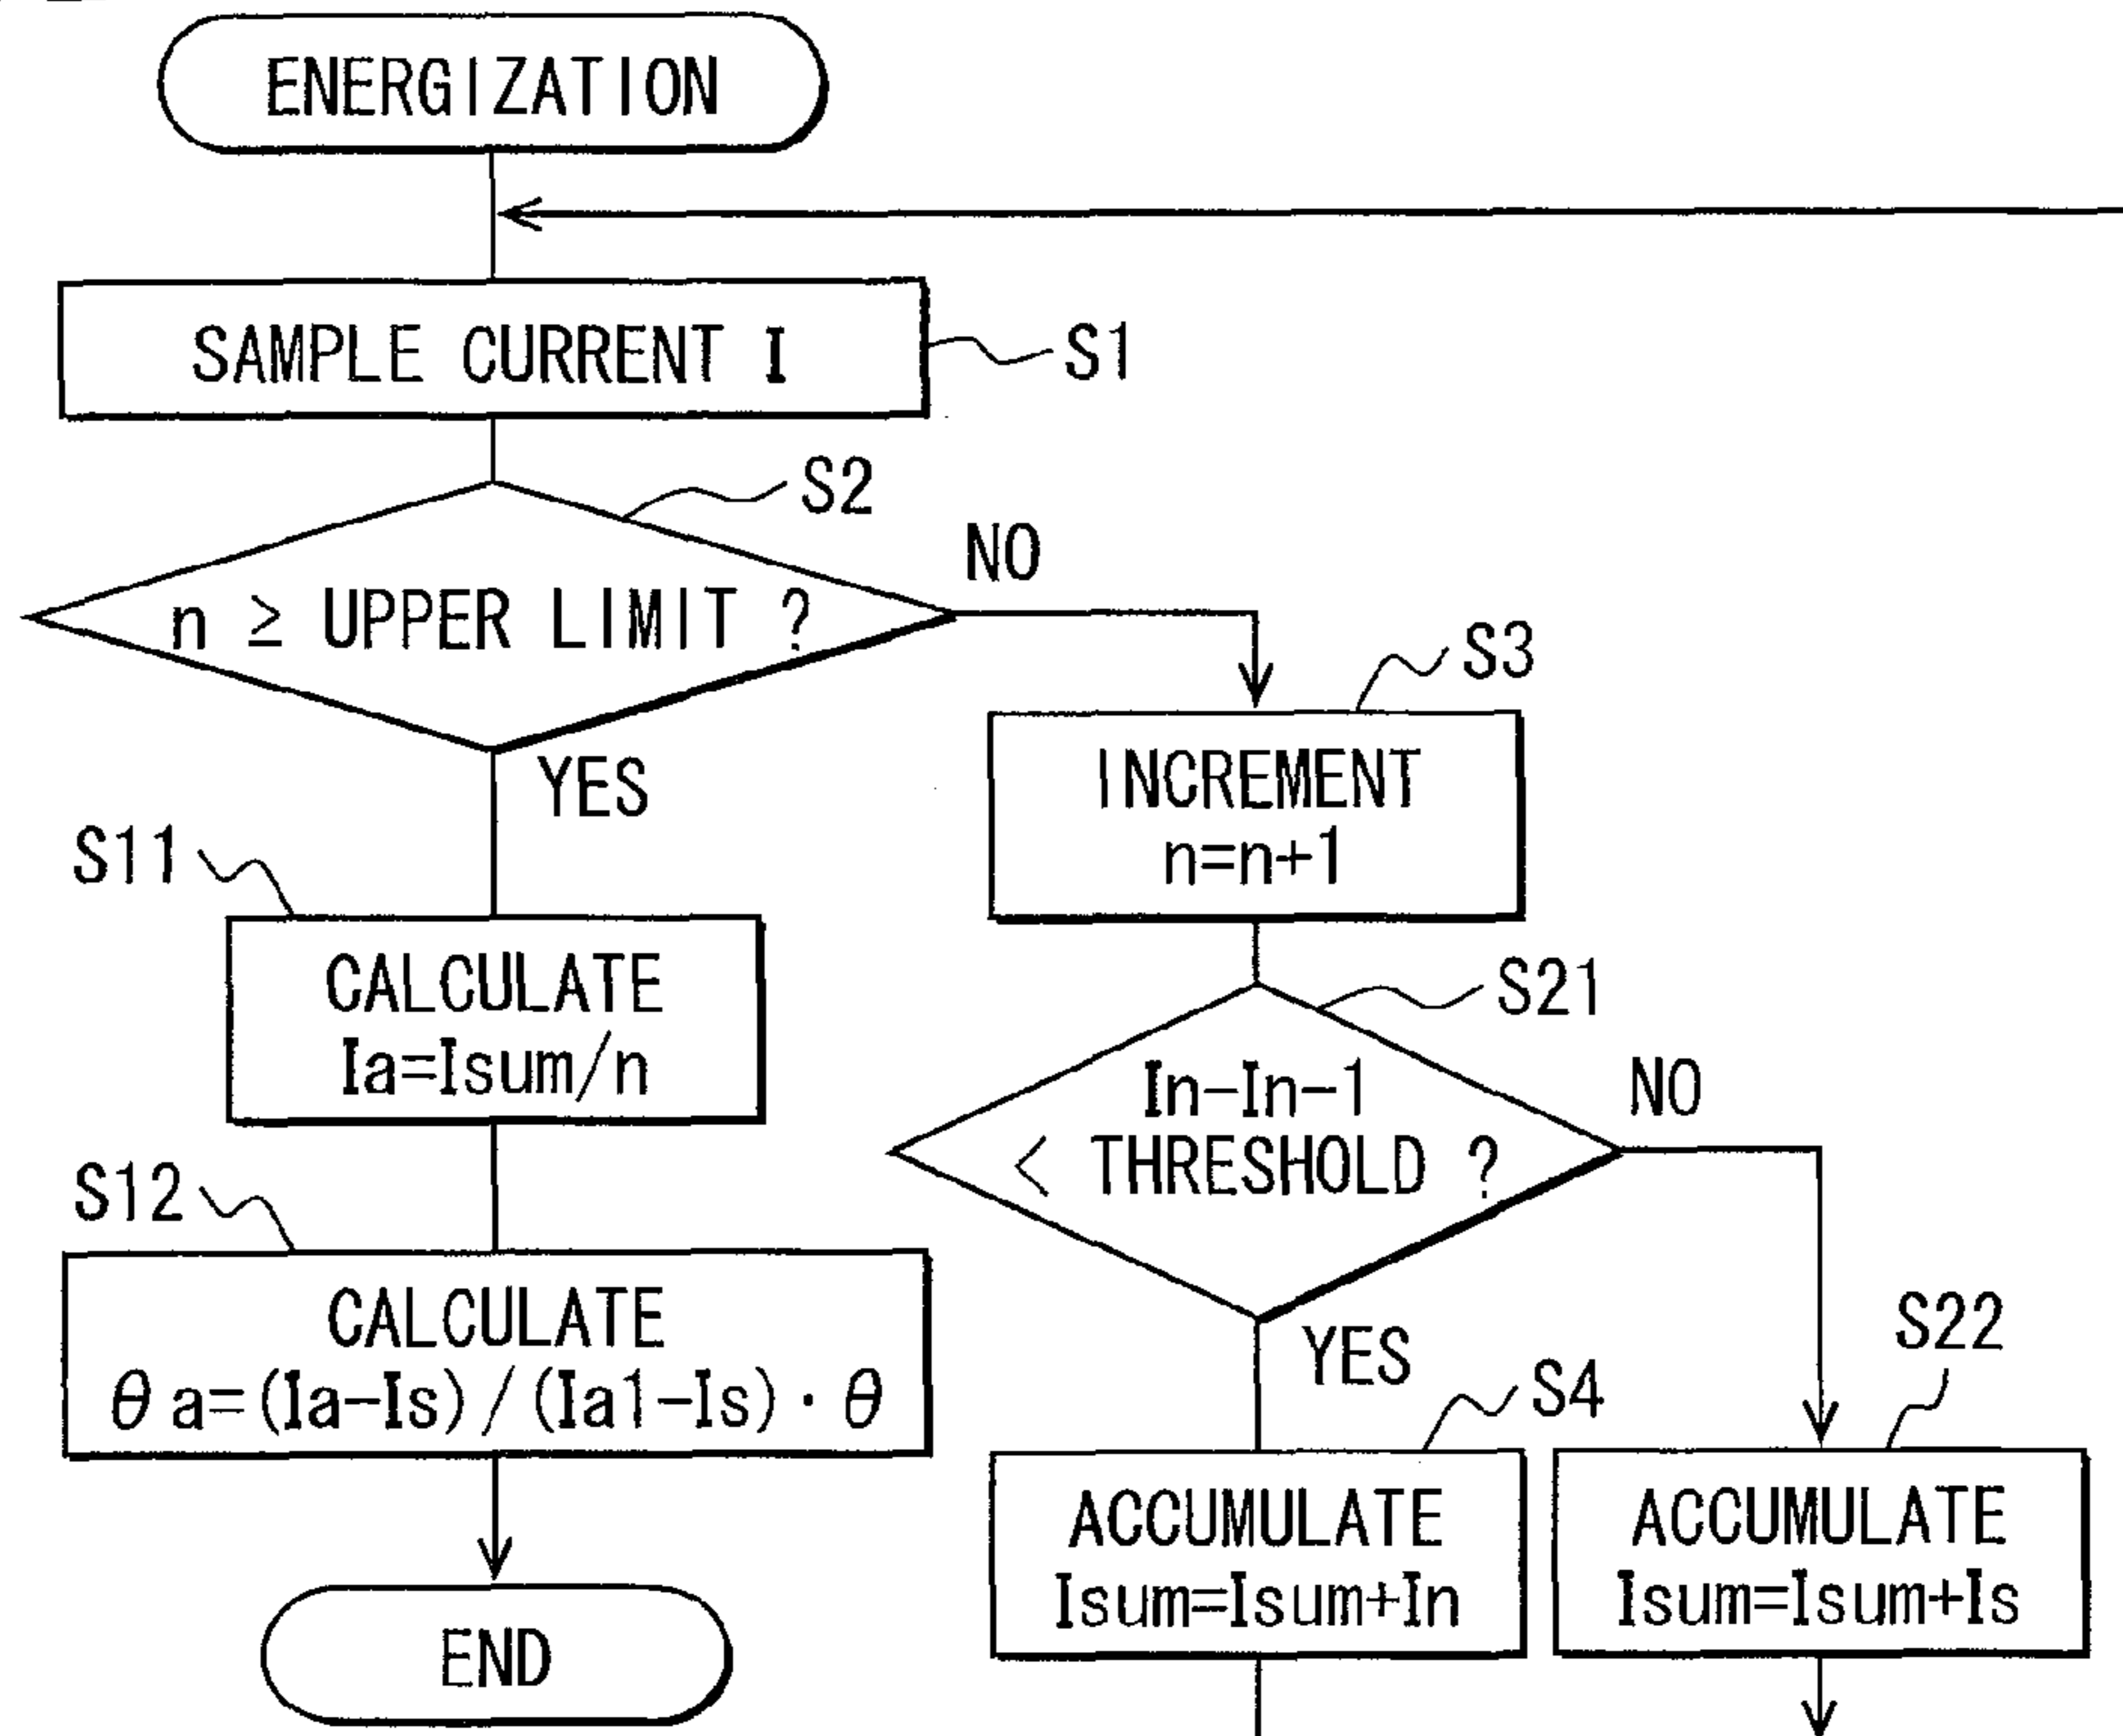 ENERGIZATION
SAMPLE CURRENT I
S1
S2
n ≥ UPPER LIMIT ?
NO
YES
S3
INCREMENT
n=n+1
S11
CALCULATE
Ia=Isum/n
S21
In-In-1
< THRESHOLD ?
NO
YES
S12
CALCULATE
θa=(Ia-Is)/(Ia1-Is)·θ
S4
ACCUMULATE
Isum=Isum+In
S22
ACCUMULATE
Isum=Isum+Is
END